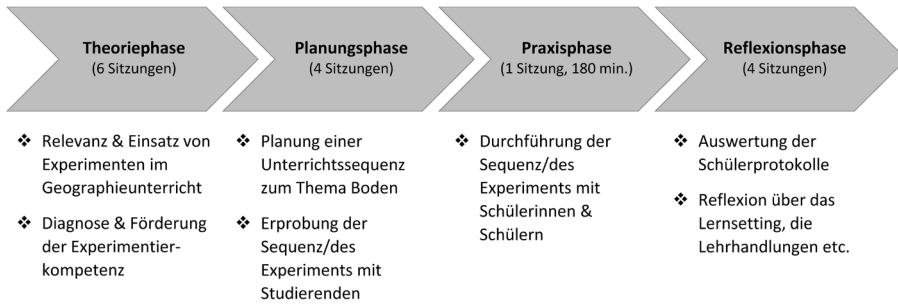 Theoriephase
(6 Sitzungen)
❖ Relevanz & Einsatz von
Experimenten im
Geographieunterricht
❖ Diagnose & Förderung
der Experimentier-
kompetenz
Planungsphase
(4 Sitzungen)
❖ Planung einer
Unterrichtssequenz
zum Thema Boden
❖ Erprobung der
Sequenz/des
Experiments mit
Studierenden
Praxisphase
(1 Sitzung, 180 min.)
❖ Durchführung der
Sequenz/des
Experiments mit
Schülerinnen &
Schülern
Reflexionsphase
(4 Sitzungen)
❖ Auswertung der
Schülerprotokolle
❖ Reflexion über das
Lernsetting, die
Lehrhandlungen etc.